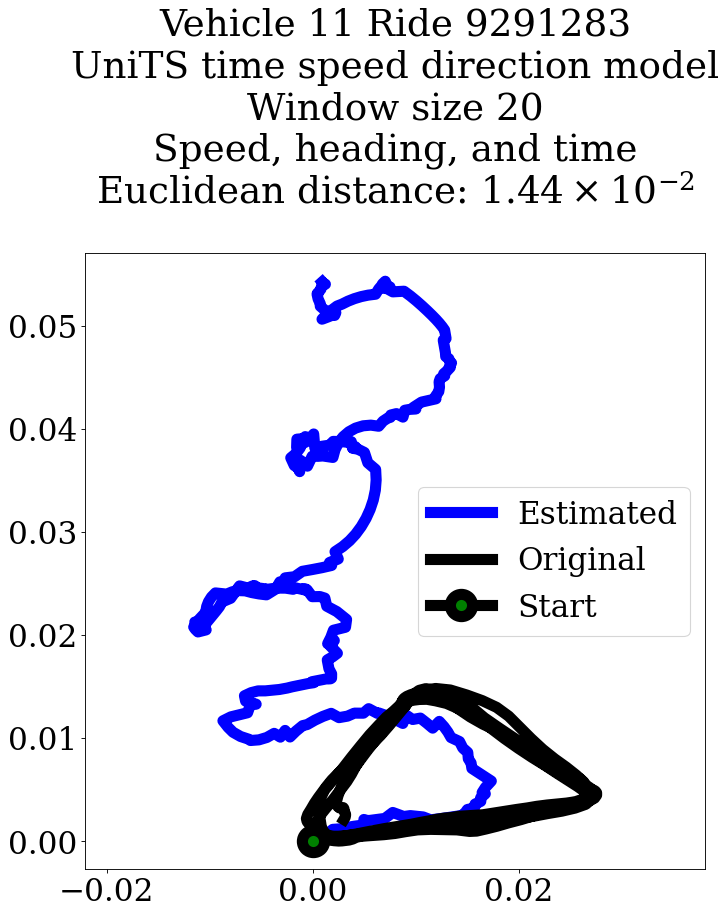 Vehicle 11 Ride 9291283
UniTS time speed direction model
Window size 20
Speed, heading, and time
Euclidean distance: 1.44 × 10⁻²
0.05
0.04
0.03
0.02
0.01
0.00
Estimated
Original
Start
−0.02 0.00 0.02